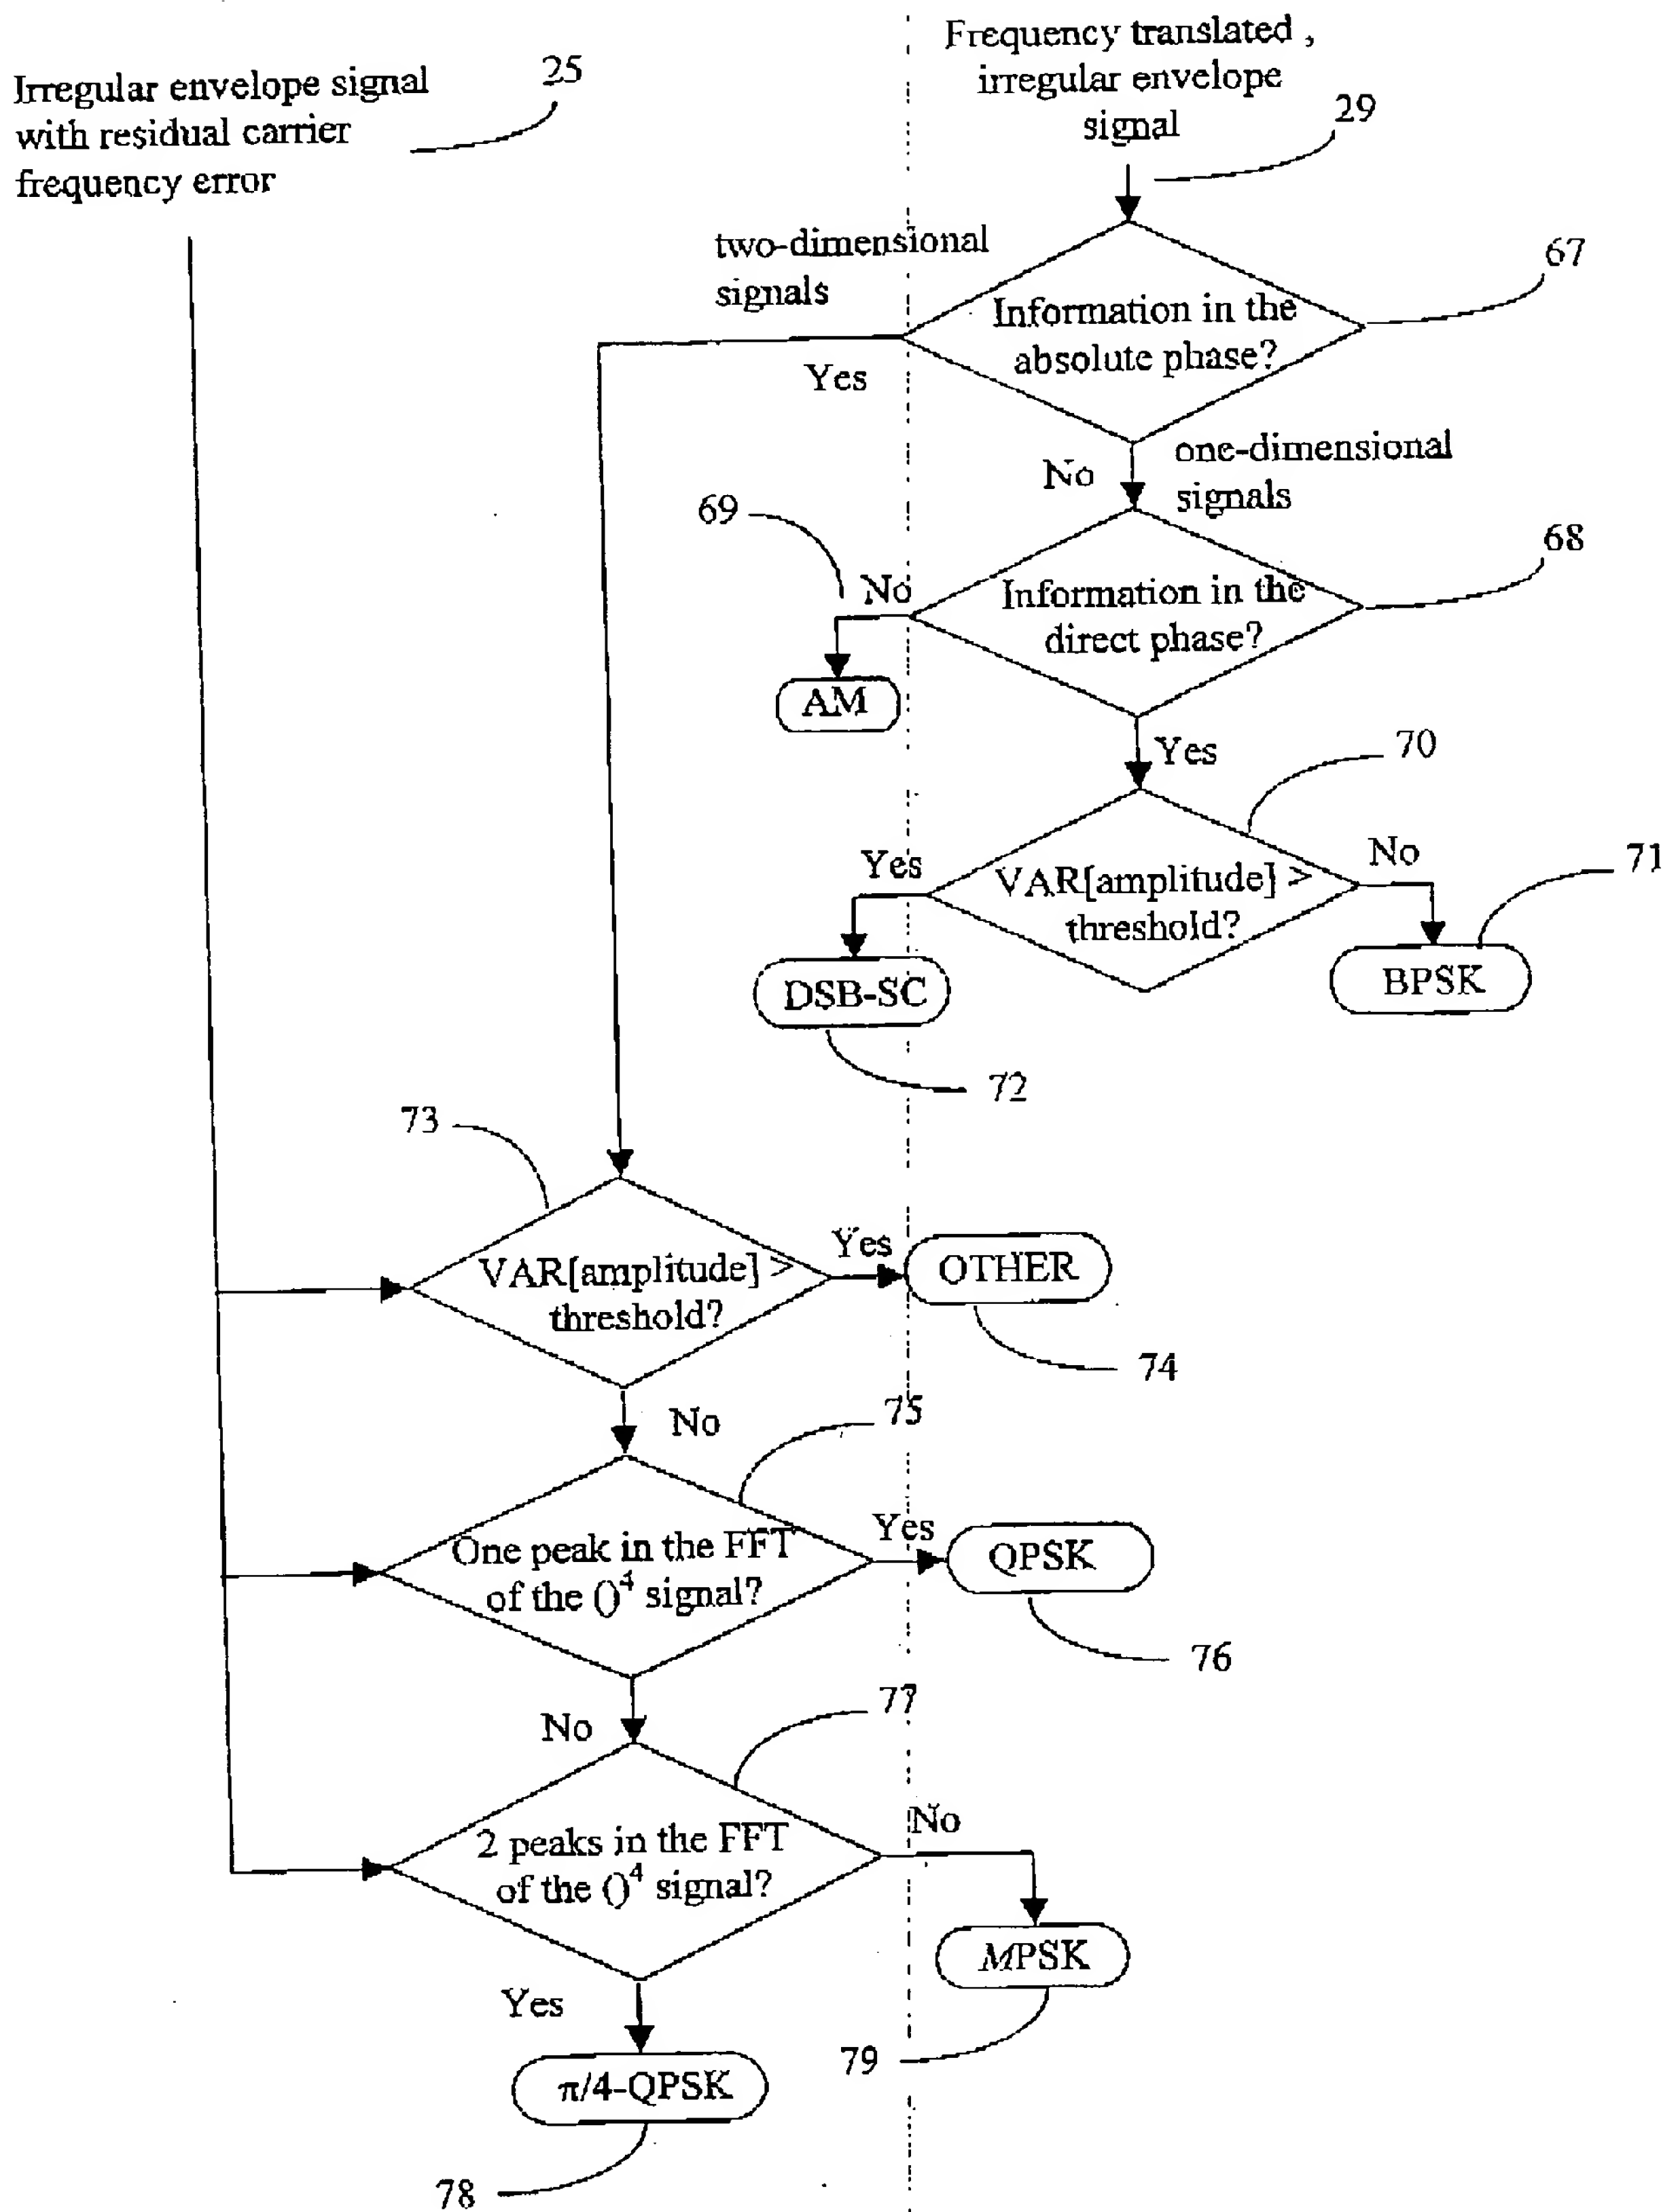 Frequency translated ,
irregular envelope
signal
29
Irregular envelope signal
with residual carrier
frequency error
25
two-dimensional
signals
67
Information in the
absolute phase?
Yes
No
one-dimensional
signals
69
68
No
Information in the
direct phase?
AM
Yes
70
Yes
VAR[amplitude] >
threshold?
No
71
DSB-SC
BPSK
72
73
VAR[amplitude] >
threshold?
Yes
OTHER
74
No
75
One peak in the FFT
of the ()⁴ signal?
Yes
QPSK
76
No
77
2 peaks in the FFT
of the ()⁴ signal?
No
MPSK
Yes
79
π/4-QPSK
78